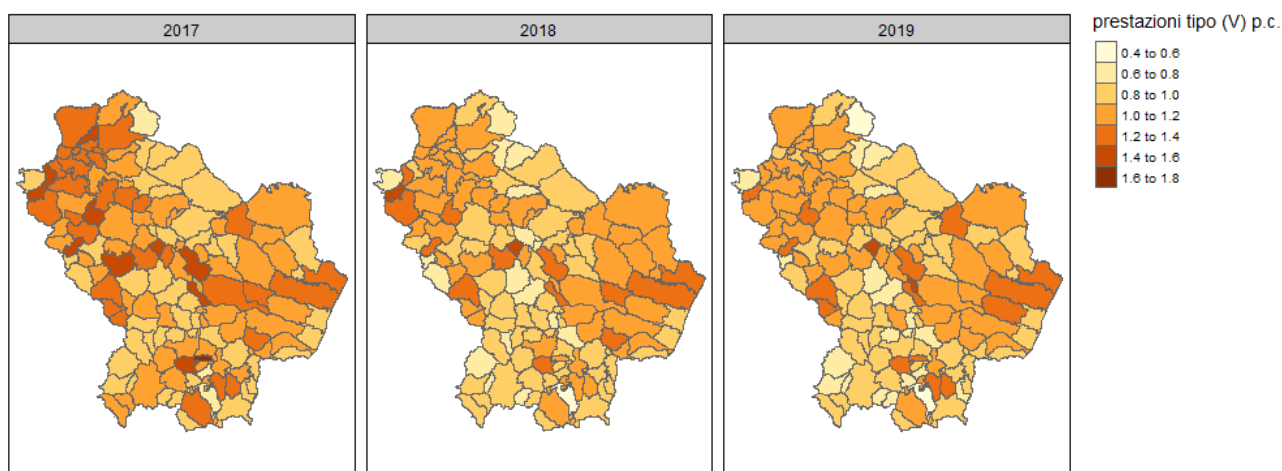 2017
2018
2019
prestazioni tipo (V) p.c.
0.4 to 0.6
0.6 to 0.8
0.8 to 1.0
1.0 to 1.2
1.2 to 1.4
1.4 to 1.6
1.6 to 1.8